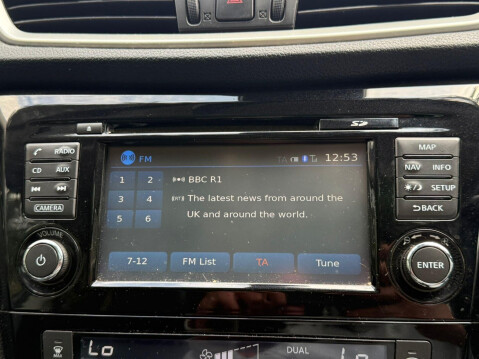 SD
FM TA 12:53
RADIO MAP
CD AUX NAV INFO
SETUP
CAMERA BACK
1 2 BBC R1
3 4 The latest news from around the
5 6 UK and around the world.
VOLUME
ENTER
7-12 FM List TA Tune
Lo DUAL Lo